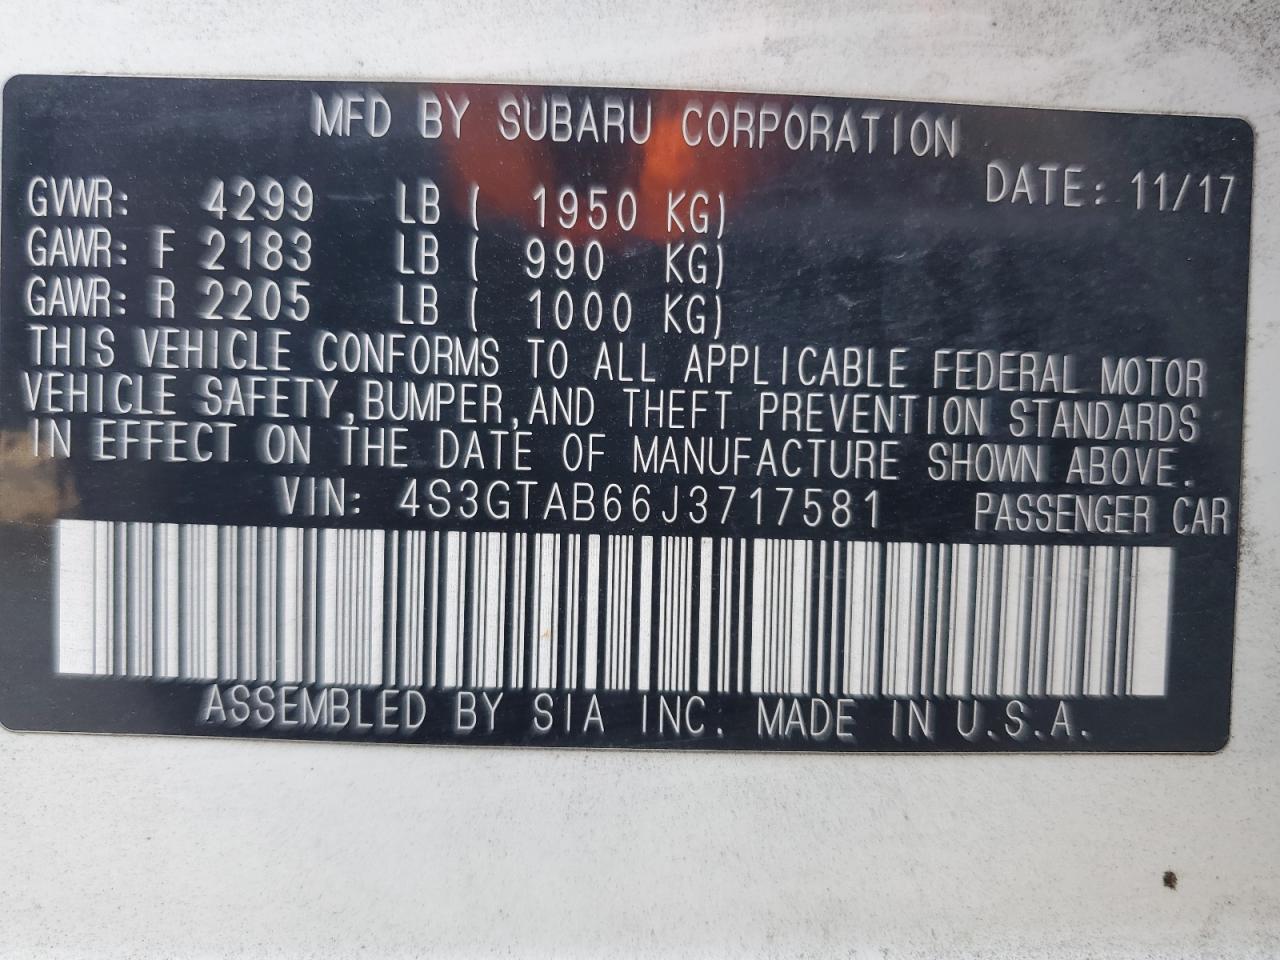 MFD BY SUBARU CORPORATION
DATE: 11/17
GVWR: 4299 LB ( 1950 KG)
GAWR: F 2183 LB ( 990 KG)
GAWR: R 2205 LB ( 1000 KG)
THIS VEHICLE CONFORMS TO ALL APPLICABLE FEDERAL MOTOR
VEHICLE SAFETY,BUMPER,AND THEFT PREVENTION STANDARDS
IN EFFECT ON THE DATE OF MANUFACTURE SHOWN ABOVE.
VIN: 4S3GTAB66J3717581 PASSENGER CAR
ASSEMBLED BY SIA INC. MADE IN U.S.A.